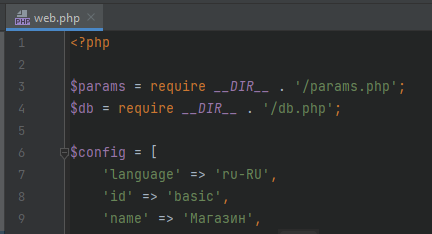 web.php
1 <?php
2
3 $params = require __DIR__ . '/params.php';
4 $db = require __DIR__ . '/db.php';
5
6 $config = [
7 'language' => 'ru-RU',
8 'id' => 'basic',
9 'name' => 'Магазин',